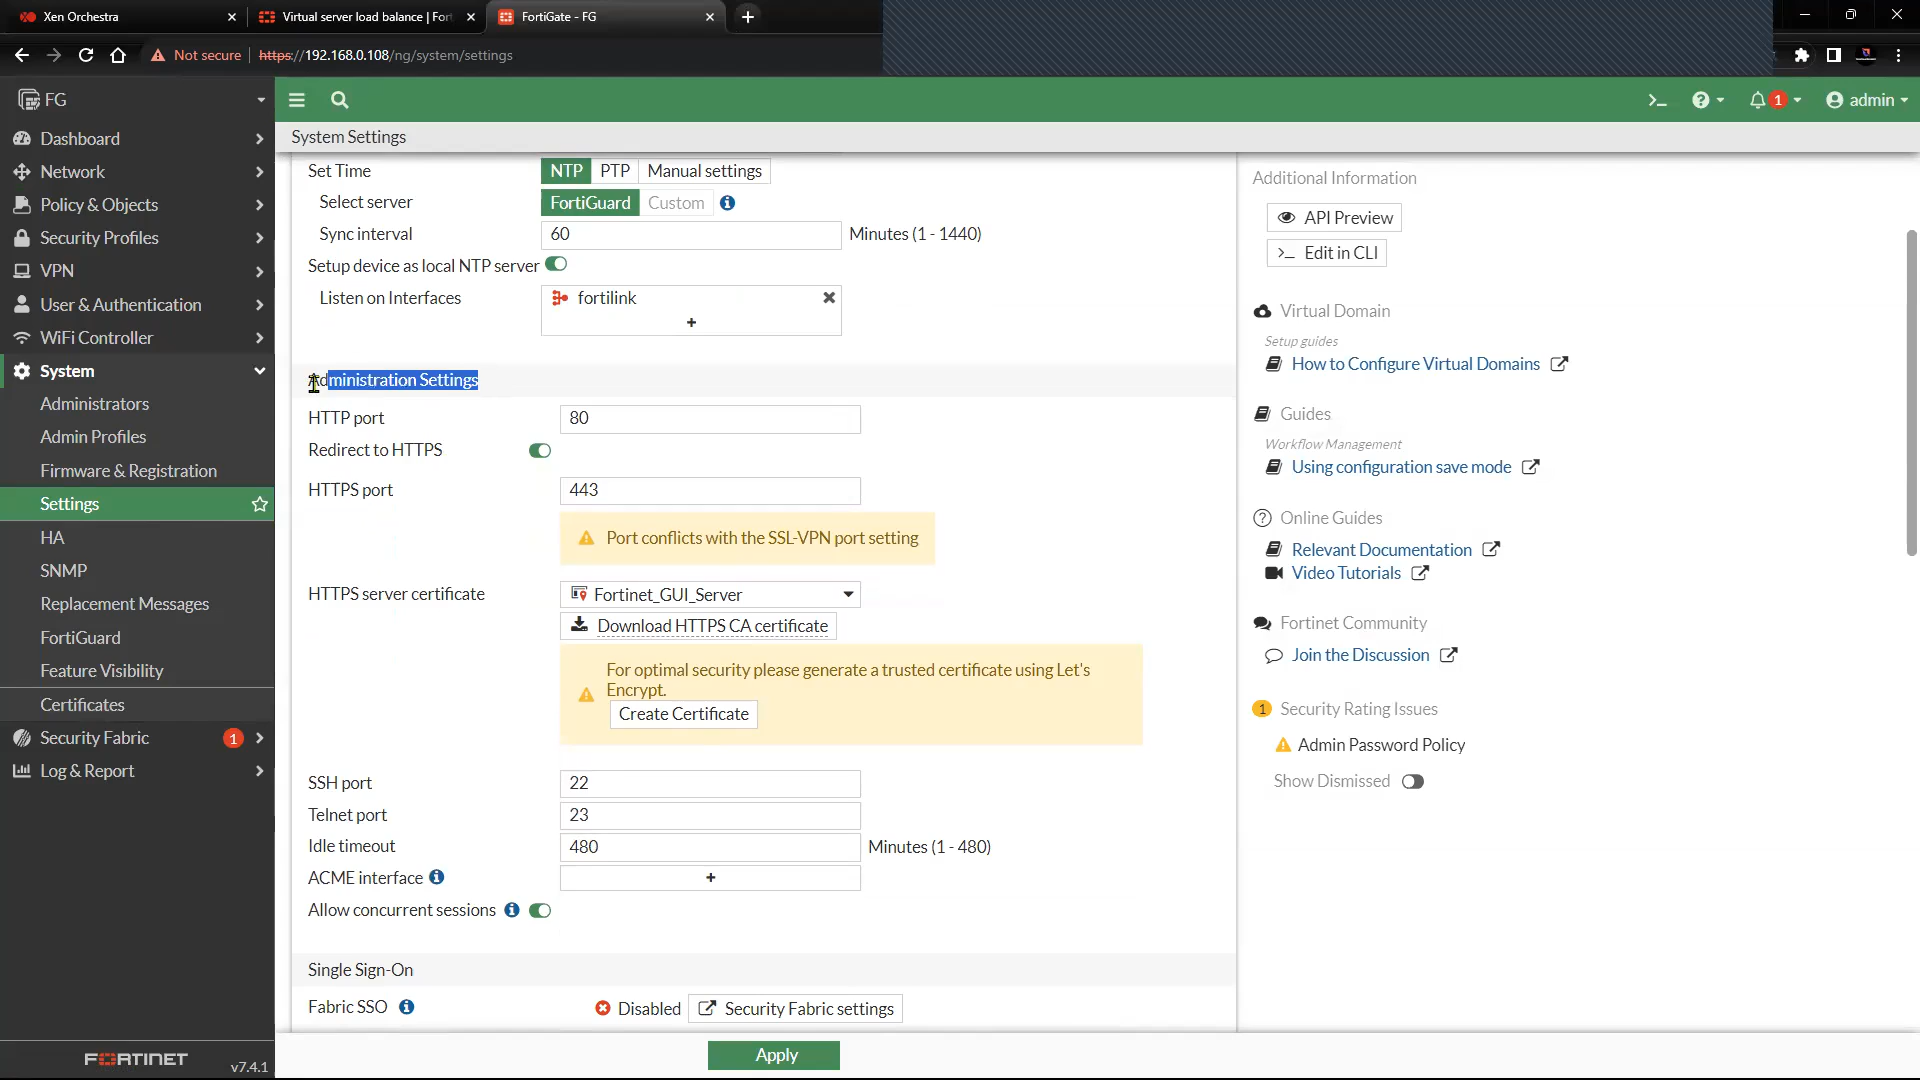 Xen Orchestra
Virtual server load balance | For
FortiGate - FG
Not secure
https://192.168.0.108/ng/system/settings
FG
admin
1
System Settings
Dashboard
Network
Policy & Objects
Security Profiles
VPN
User & Authentication
WiFi Controller
System
Administrators
Admin Profiles
Firmware & Registration
Settings
HA
SNMP
Replacement Messages
FortiGuard
Feature Visibility
Certificates
Security Fabric 1
Log & Report
FORTINET
v7.4.1
Set Time NTP PTP Manual settings
Select server FortiGuard Custom
Sync interval 60 Minutes (1 - 1440)
Setup device as local NTP server
Listen on Interfaces fortilink
+
Administration Settings
HTTP port 80
Redirect to HTTPS
HTTPS port 443
Port conflicts with the SSL-VPN port setting
HTTPS server certificate Fortinet_GUI_Server
Download HTTPS CA certificate
For optimal security please generate a trusted certificate using Let's
Encrypt.
Create Certificate
SSH port 22
Telnet port 23
Idle timeout 480 Minutes (1 - 480)
ACME interface +
Allow concurrent sessions
Single Sign-On
Fabric SSO Disabled Security Fabric settings
Apply
Additional Information
API Preview
>_ Edit in CLI
Virtual Domain
Setup guides
How to Configure Virtual Domains
Guides
Workflow Management
Using configuration save mode
Online Guides
Relevant Documentation
Video Tutorials
Fortinet Community
Join the Discussion
1 Security Rating Issues
Admin Password Policy
Show Dismissed